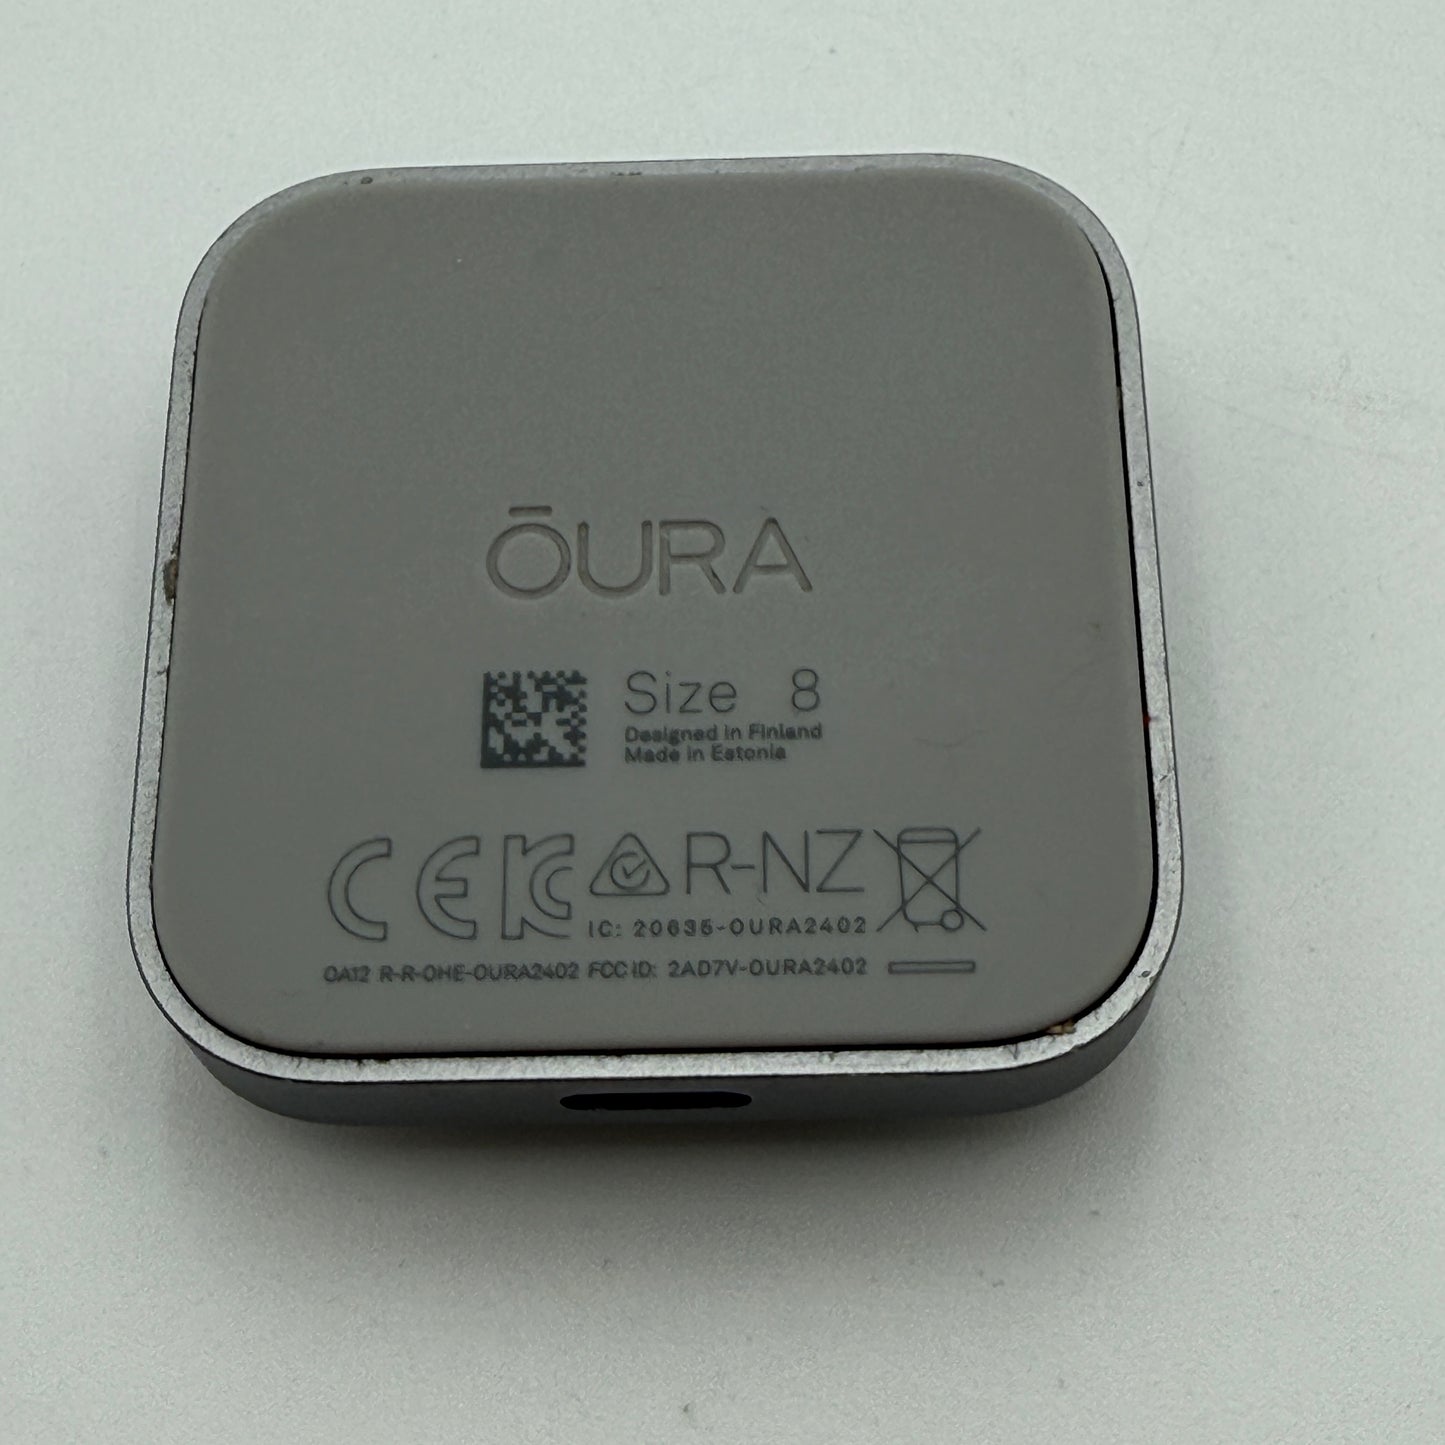 ŌURA
Size 8
Designed in Finland
Made in Estonia
CE R-NZ
IC: 20635-OURA2402
OA12 R-R-OHE-OURA2402 FCC ID: 2AD7V-OURA2402